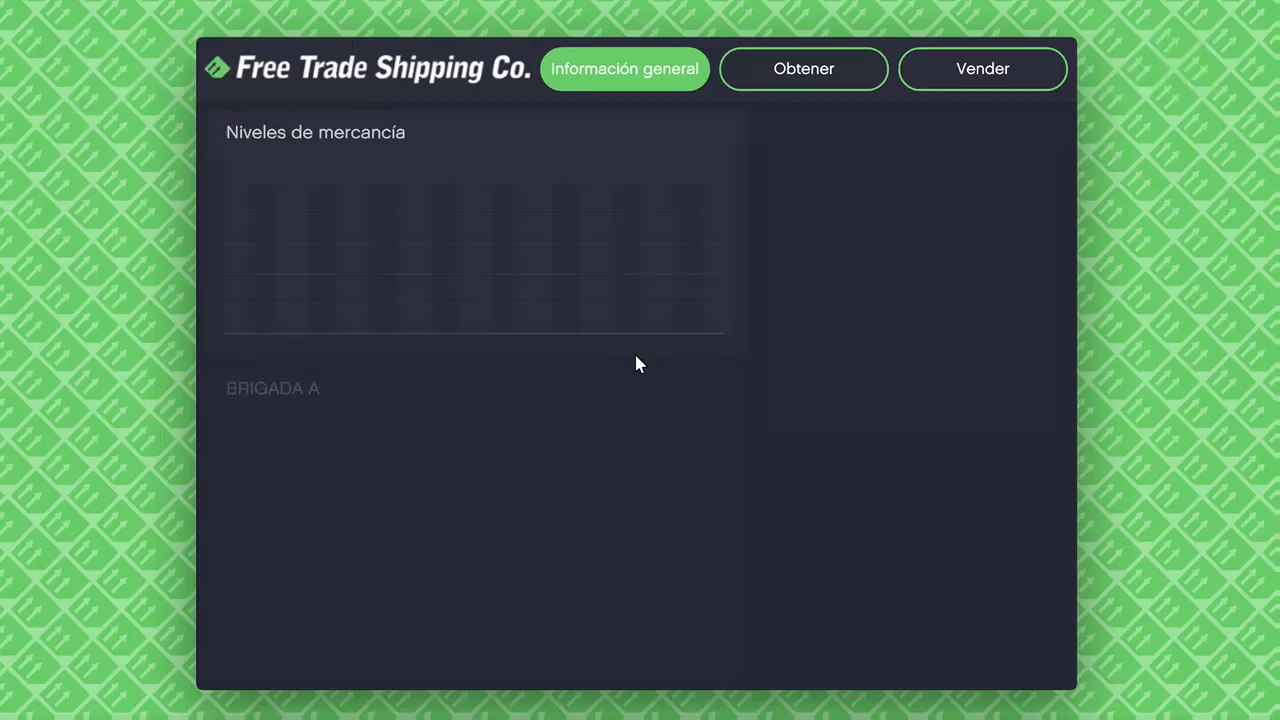 Free Trade Shipping Co.
Información general
Obtener
Vender
Niveles de mercancía
BRIGADA A